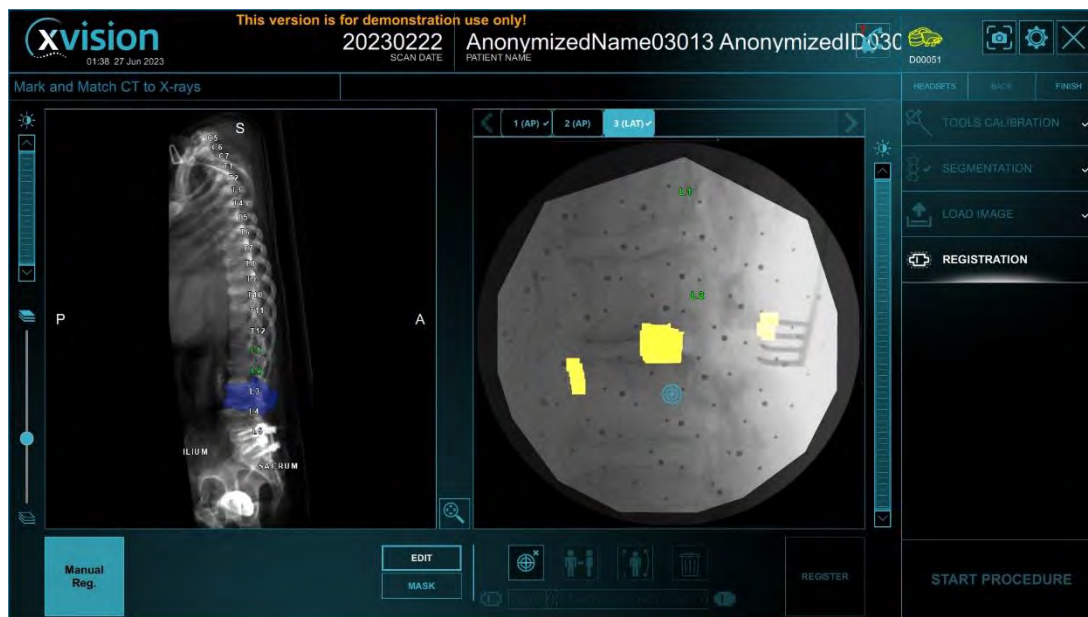 This version is for demonstration use only!
xvision
01:38 27 Jun 2023
20230222
SCAN DATE
AnonymizedName03013 AnonymizedID030
PATIENT NAME
D00051
Mark and Match CT to X-rays
HEADSETS BACK FINISH
1 (AP) 2 (AP) 3 (LAT)
TOOLS CALIBRATION
SEGMENTATION
LOAD IMAGE
REGISTRATION
S
P
A
C5
C6
C7
T1
T2
T3
T4
T5
T6
T7
T8
T9
T10
T11
T12
L1
L2
L3
L4
L5
ILIUM
SACRUM
L1
L2
Manual
Reg.
EDIT
MASK
REGISTER
START PROCEDURE